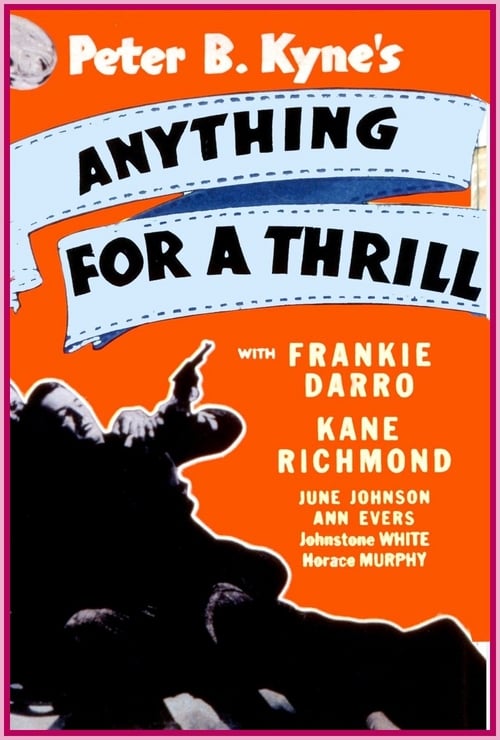 Peter B. Kyne's
ANYTHING
FOR A THRILL
WITH FRANKIE
DARRO
KANE
RICHMOND
JUNE JOHNSON
ANN EVERS
Johnstone WHITE
Horace MURPHY